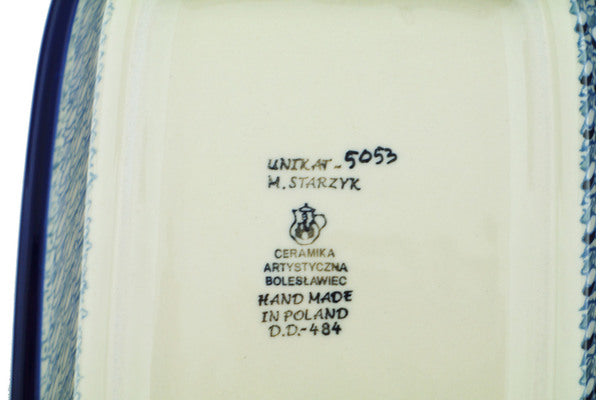 UNIKAT-5053
M. STARZYK
CERAMIKA
ARTYSTYCZNA
BOLESŁAWIEC
HAND MADE
IN POLAND
D.D.-484